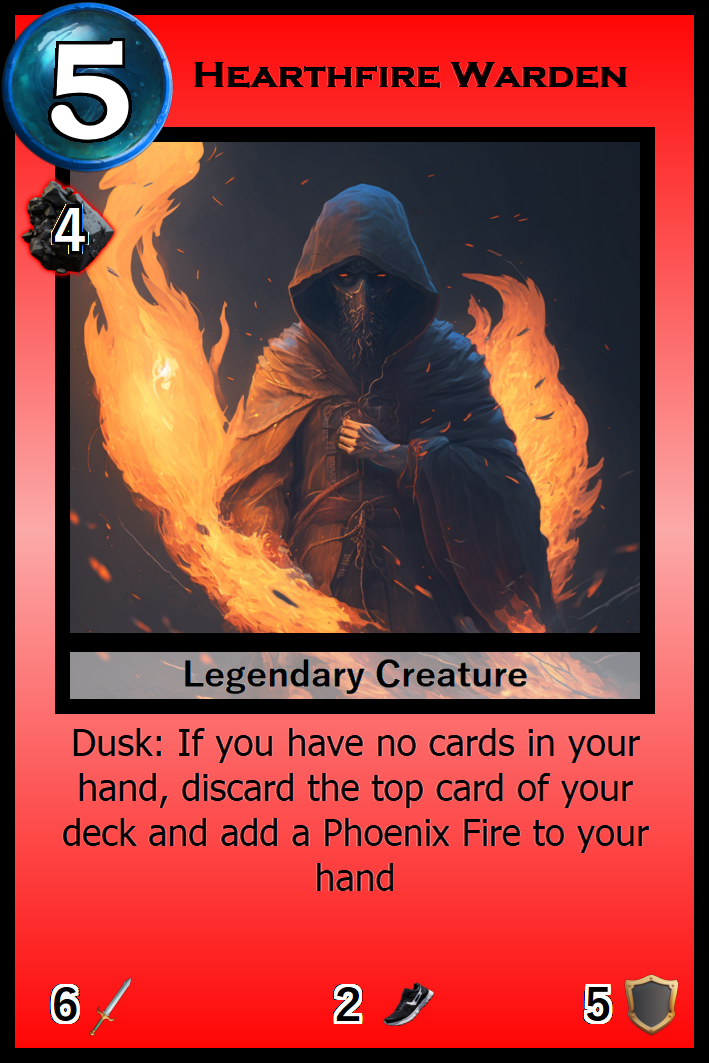 5
Hearthfire Warden
4
Legendary Creature
Dusk: If you have no cards in your
hand, discard the top card of your
deck and add a Phoenix Fire to your
hand
6 2 5